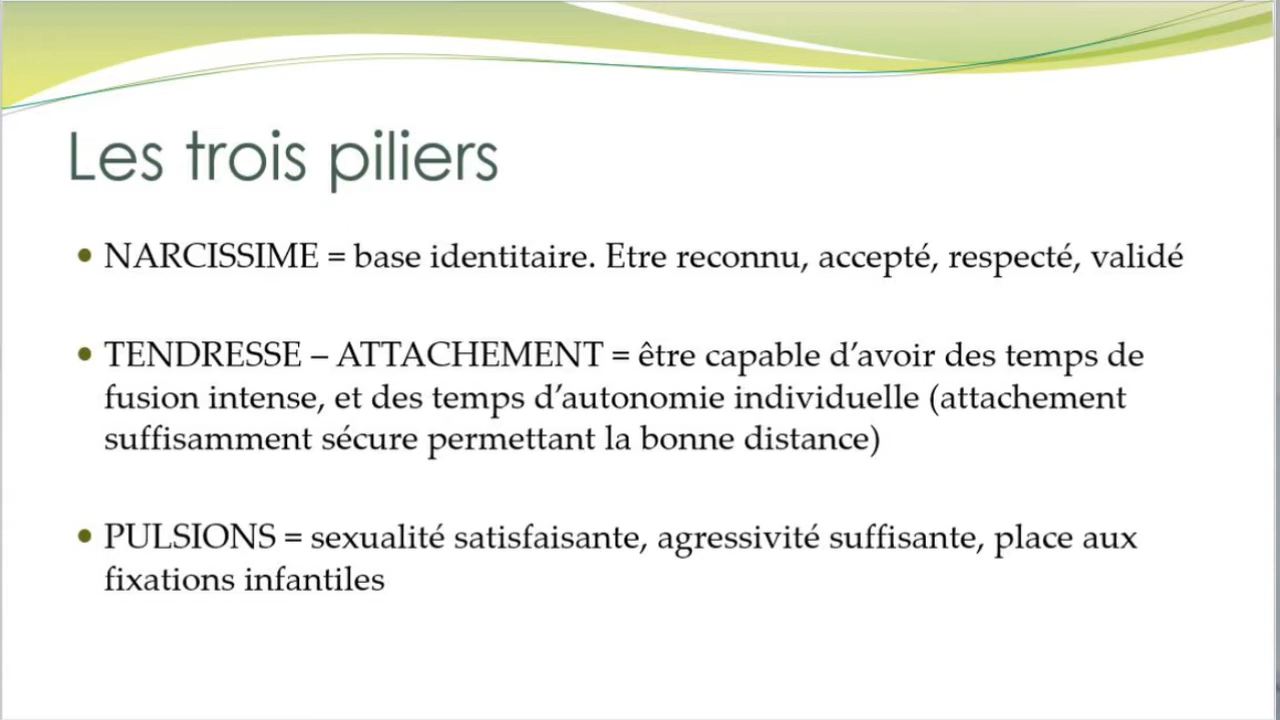 Les trois piliers
• NARCISSIME = base identitaire. Etre reconnu, accepté, respecté, validé
• TENDRESSE – ATTACHEMENT = être capable d’avoir des temps de
fusion intense, et des temps d’autonomie individuelle (attachement
suffisamment sécure permettant la bonne distance)
• PULSIONS = sexualité satisfaisante, agressivité suffisante, place aux
fixations infantiles